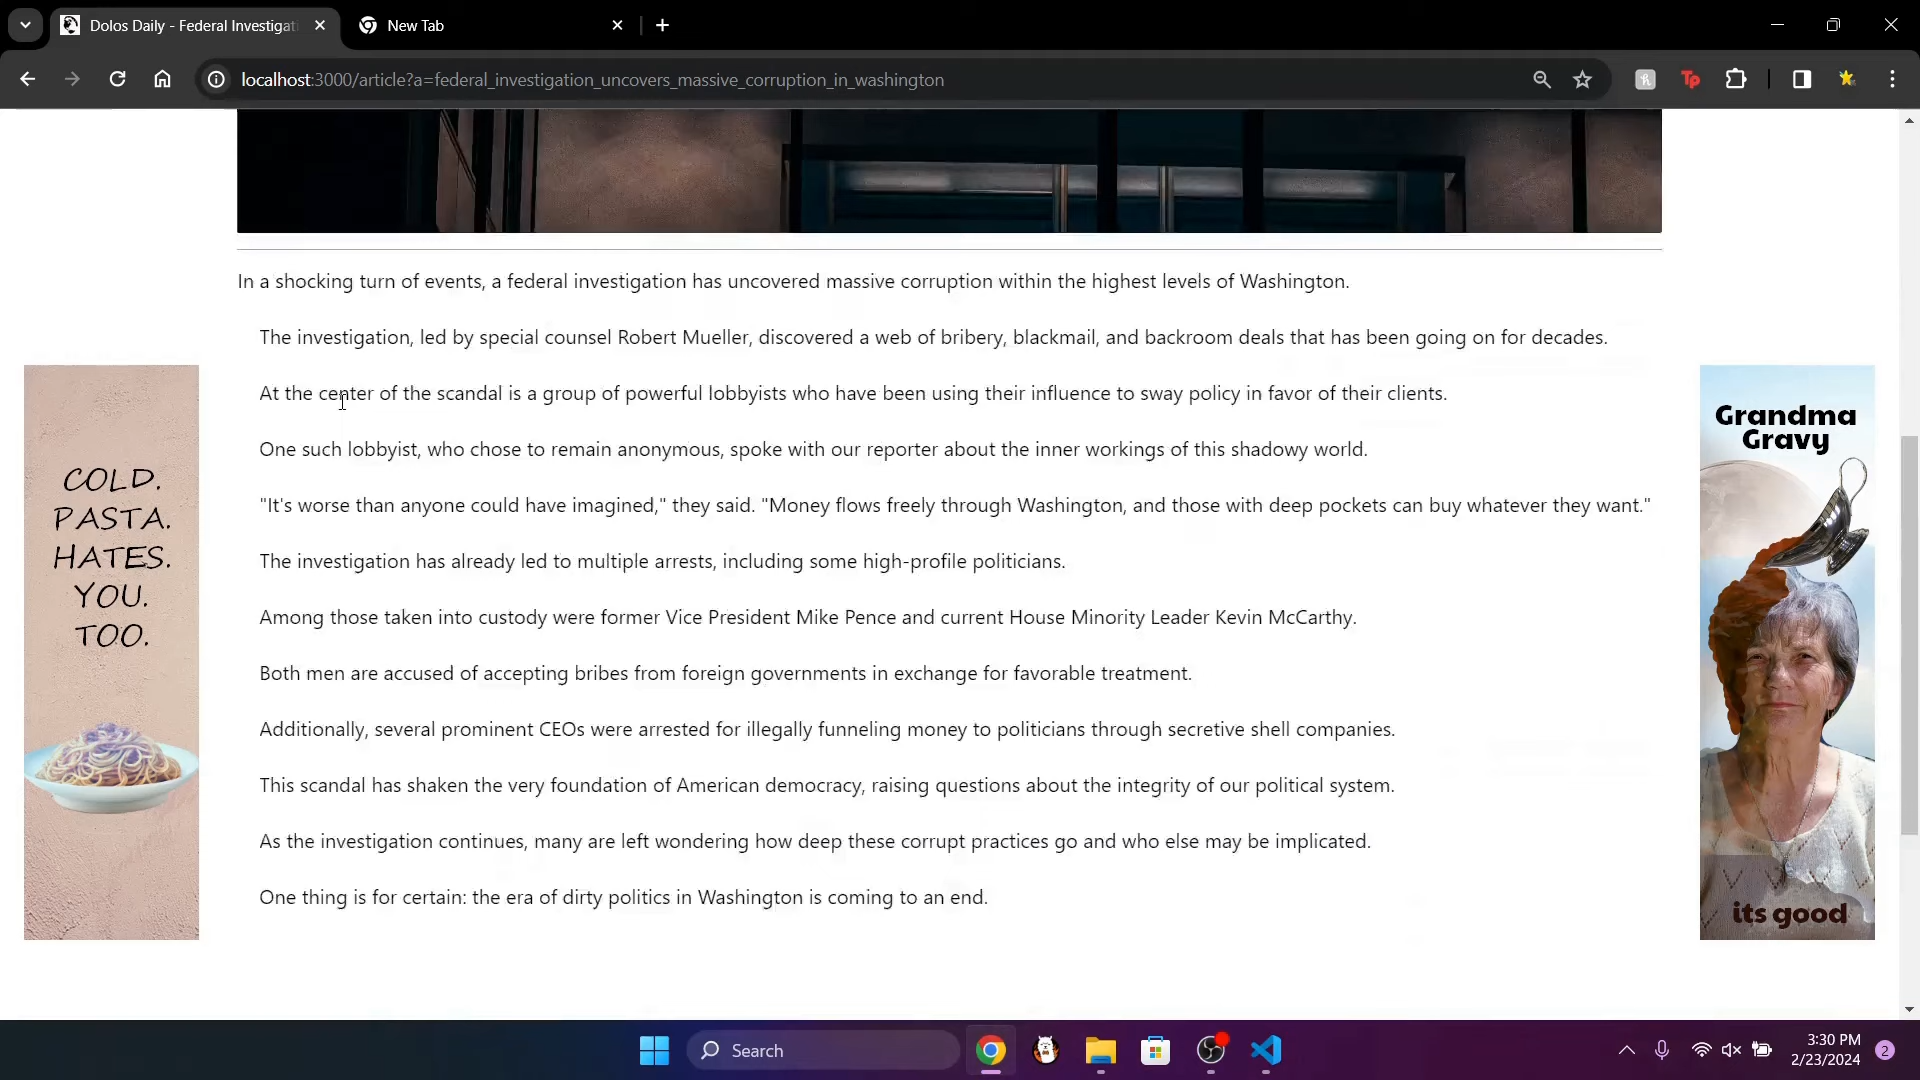 Dolos Daily - Federal Investigati
New Tab
localhost:3000/article?a=federal_investigation_uncovers_massive_corruption_in_washington
In a shocking turn of events, a federal investigation has uncovered massive corruption within the highest levels of Washington.
The investigation, led by special counsel Robert Mueller, discovered a web of bribery, blackmail, and backroom deals that has been going on for decades.
At the center of the scandal is a group of powerful lobbyists who have been using their influence to sway policy in favor of their clients.
One such lobbyist, who chose to remain anonymous, spoke with our reporter about the inner workings of this shadowy world.
"It's worse than anyone could have imagined," they said. "Money flows freely through Washington, and those with deep pockets can buy whatever they want."
The investigation has already led to multiple arrests, including some high-profile politicians.
Among those taken into custody were former Vice President Mike Pence and current House Minority Leader Kevin McCarthy.
Both men are accused of accepting bribes from foreign governments in exchange for favorable treatment.
Additionally, several prominent CEOs were arrested for illegally funneling money to politicians through secretive shell companies.
This scandal has shaken the very foundation of American democracy, raising questions about the integrity of our political system.
As the investigation continues, many are left wondering how deep these corrupt practices go and who else may be implicated.
One thing is for certain: the era of dirty politics in Washington is coming to an end.
COLD.
PASTA.
HATES.
YOU.
TOO.
Grandma
Gravy
its good
Search
3:30 PM
2/23/2024
2